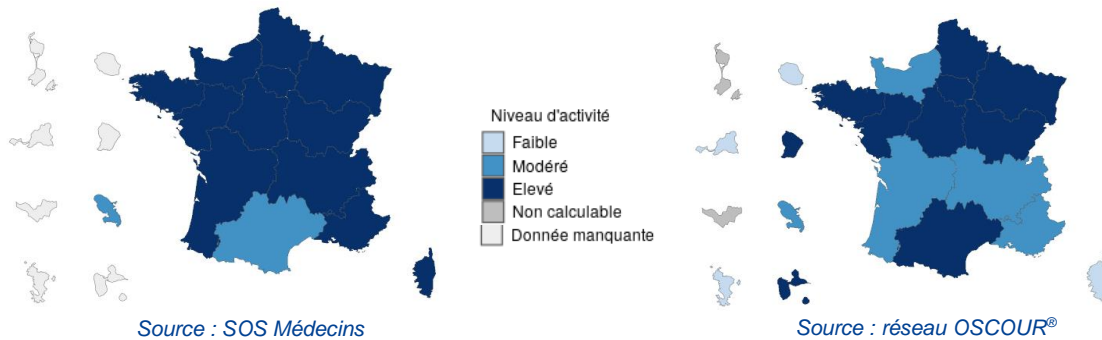 Niveau d'activité
Faible
Modéré
Elevé
Non calculable
Donnée manquante
Source : SOS Médecins
Source : réseau OSCOUR®